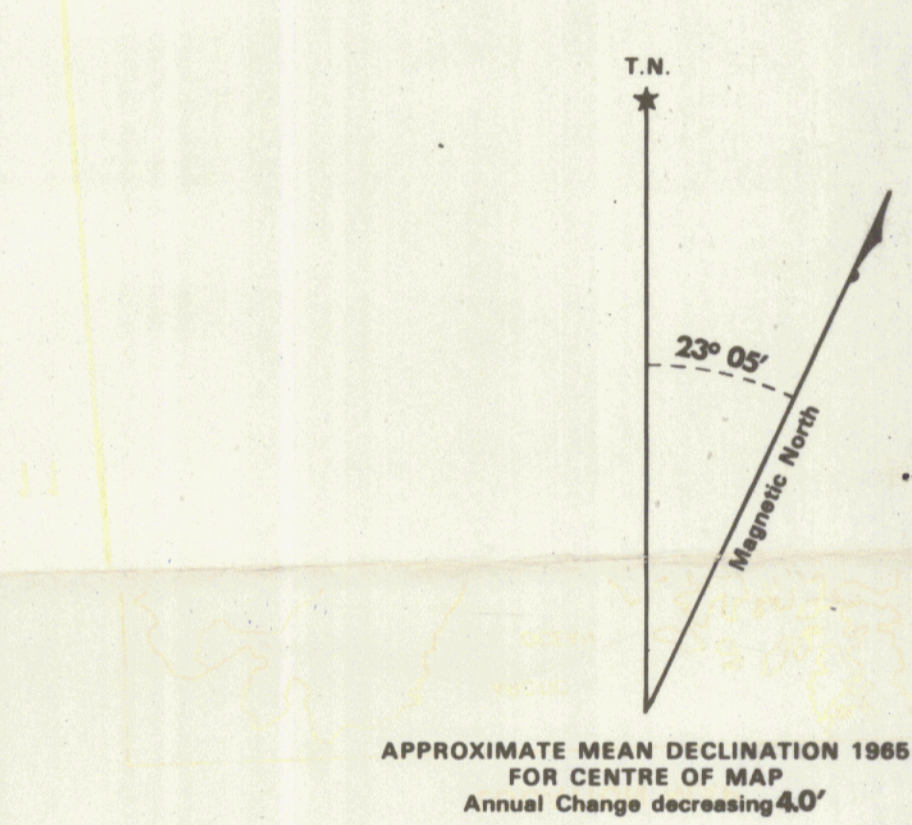 T.N.
23° 05′
Magnetic North
APPROXIMATE MEAN DECLINATION 1965
FOR CENTRE OF MAP
Annual Change decreasing 4.0′